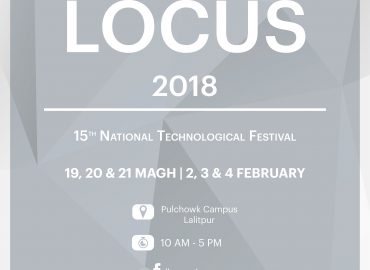 LOCUS
2018
15TH NATIONAL TECHNOLOGICAL FESTIVAL
19, 20 & 21 MAGH | 2, 3 & 4 FEBRUARY
Pulchowk Campus
Lalitpur
10 AM - 5 PM